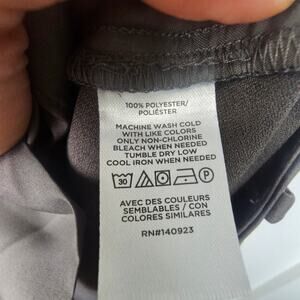 100% POLYESTER/
POLIÉSTER
MACHINE WASH COLD
WITH LIKE COLORS
ONLY NON-CHLORINE
BLEACH WHEN NEEDED
TUMBLE DRY LOW
COOL IRON WHEN NEEDED
30 P
AVEC DES COULEURS
SEMBLABLES / CON
COLORES SIMILARES
RN#140923